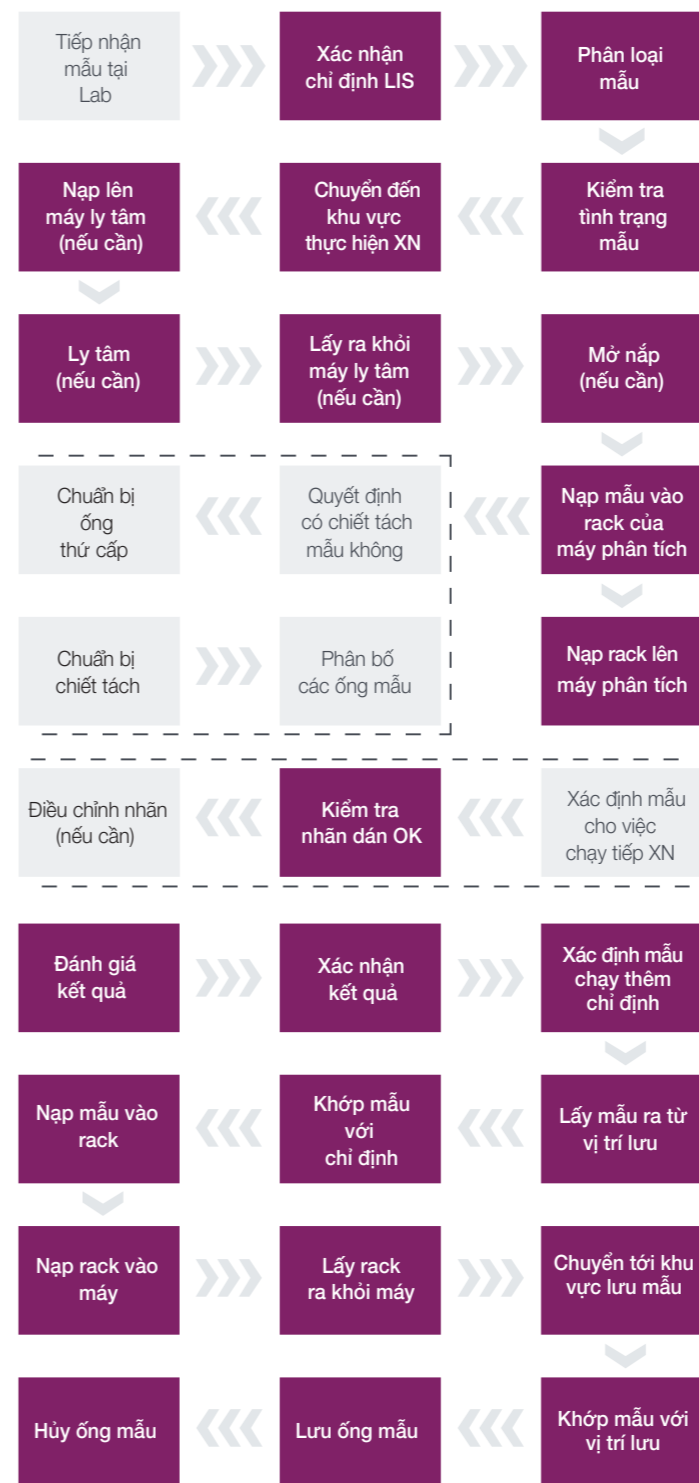 Tiếp nhận
mẫu tại
Lab
Xác nhận
chỉ định LIS
Phân loại
mẫu
Nạp lên
máy ly tâm
(nếu cần)
Chuyển đến
khu vực
thực hiện XN
Kiểm tra
tình trạng
mẫu
Ly tâm
(nếu cần)
Lấy ra khỏi
máy ly tâm
(nếu cần)
Mở nắp
(nếu cần)
Chuẩn bị
ống
thứ cấp
Quyết định
có chiết tách
mẫu không
Nạp mẫu vào
rack của
máy phân tích
Chuẩn bị
chiết tách
Phân bố
các ống mẫu
Nạp rack lên
máy phân tích
Điều chỉnh nhãn
(nếu cần)
Kiểm tra
nhãn dán OK
Xác định mẫu
cho việc
chạy tiếp XN
Đánh giá
kết quả
Xác nhận
kết quả
Xác định mẫu
chạy thêm
chỉ định
Nạp mẫu vào
rack
Khớp mẫu
với
chỉ định
Lấy mẫu ra từ
vị trí lưu
Nạp rack vào
máy
Lấy rack
ra khỏi máy
Chuyển tới khu
vực lưu mẫu
Hủy ống mẫu
Lưu ống mẫu
Khớp mẫu với
vị trí lưu